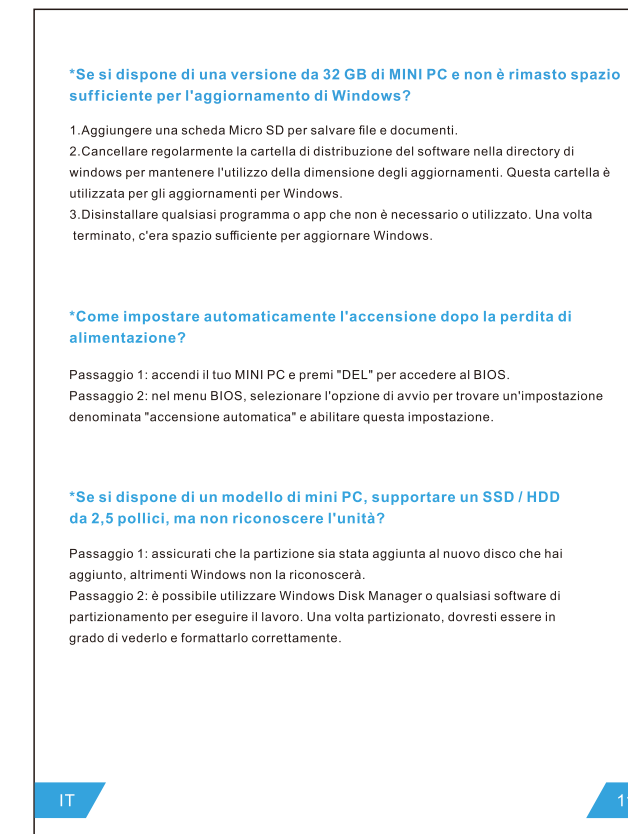 *Se si dispone di una versione da 32 GB di MINI PC e non è rimasto spazio
sufficiente per l'aggiornamento di Windows?
1.Aggiungere una scheda Micro SD per salvare file e documenti.
2.Cancellare regolarmente la cartella di distribuzione del software nella directory di
windows per mantenere l'utilizzo della dimensione degli aggiornamenti. Questa cartella è
utilizzata per gli aggiornamenti per Windows.
3.Disinstallare qualsiasi programma o app che non è necessario o utilizzato. Una volta
terminato, c'era spazio sufficiente per aggiornare Windows.
*Come impostare automaticamente l'accensione dopo la perdita di
alimentazione?
Passaggio 1: accendi il tuo MINI PC e premi "DEL" per accedere al BIOS.
Passaggio 2: nel menu BIOS, selezionare l'opzione di avvio per trovare un'impostazione
denominata "accensione automatica" e abilitare questa impostazione.
*Se si dispone di un modello di mini PC, supportare un SSD / HDD
da 2,5 pollici, ma non riconoscere l'unità?
Passaggio 1: assicurati che la partizione sia stata aggiunta al nuovo disco che hai
aggiunto, altrimenti Windows non la riconoscerà.
Passaggio 2: è possibile utilizzare Windows Disk Manager o qualsiasi software di
partizionamento per eseguire il lavoro. Una volta partizionato, dovresti essere in
grado di vederlo e formattarlo correttamente.
IT